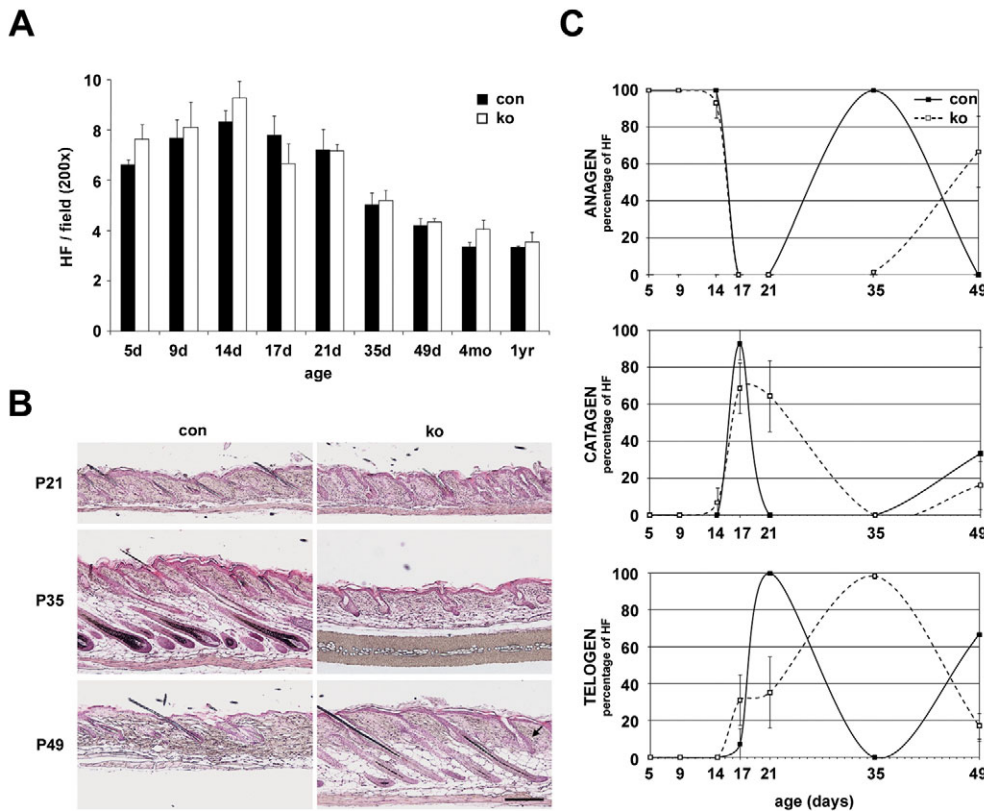 A
10
8
6
4
2
0
HF / field (200x)
con
ko
5d 9d 14d 17d 21d 35d 49d 4mo 1yr
age
B
con ko
P21
P35
P49
C
100
80
60
40
20
0
ANAGEN
percentage of HF
con
ko
5 9 14 17 21 35 49
100
80
60
40
20
0
CATAGEN
percentage of HF
5 9 14 17 21 35 49
100
80
60
40
20
0
TELOGEN
percentage of HF
5 9 14 17 21 35 49
age (days)